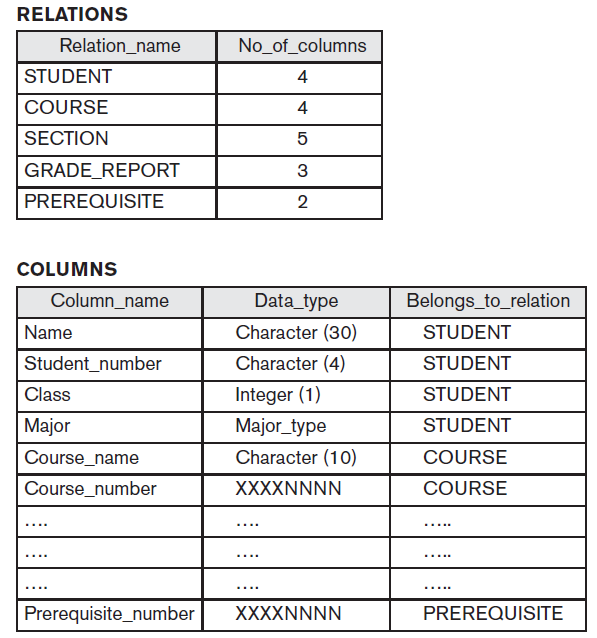 RELATIONS
Relation_name No_of_columns
STUDENT 4
COURSE 4
SECTION 5
GRADE_REPORT 3
PREREQUISITE 2
COLUMNS
Column_name Data_type Belongs_to_relation
Name Character (30) STUDENT
Student_number Character (4) STUDENT
Class Integer (1) STUDENT
Major Major_type STUDENT
Course_name Character (10) COURSE
Course_number XXXXNNNN COURSE
…. …. …..
…. …. …..
…. …. …..
Prerequisite_number XXXXNNNN PREREQUISITE